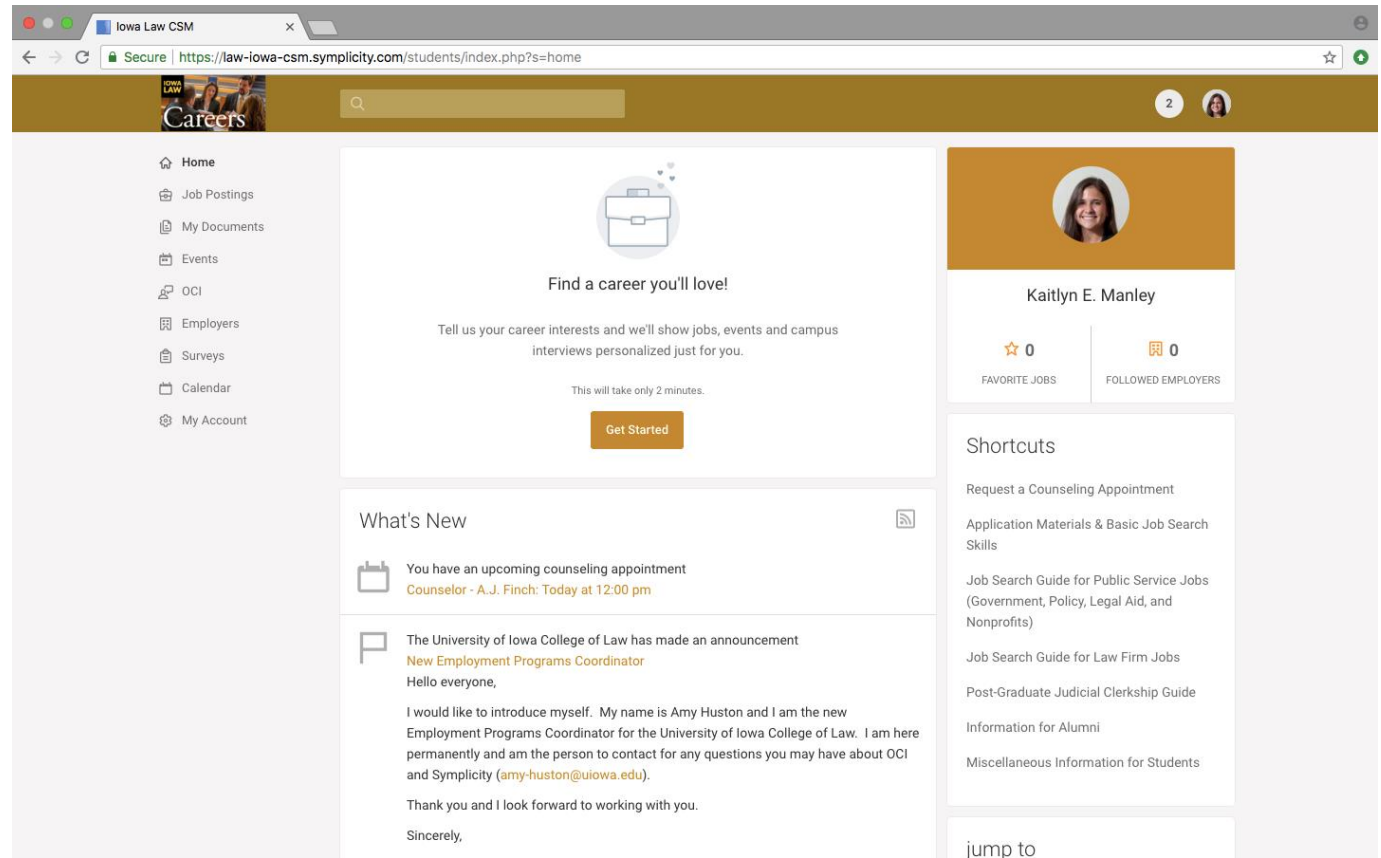 Iowa Law CSM
Secure | https://law-iowa-csm.symplicity.com/students/index.php?s=home
IOWA
LAW
Careers
2
Home
Job Postings
My Documents
Events
OCI
Employers
Surveys
Calendar
My Account
Find a career you'll love!
Tell us your career interests and we'll show jobs, events and campus
interviews personalized just for you.
This will take only 2 minutes.
Get Started
What's New
You have an upcoming counseling appointment
Counselor - A.J. Finch: Today at 12:00 pm
The University of Iowa College of Law has made an announcement
New Employment Programs Coordinator
Hello everyone,
I would like to introduce myself.  My name is Amy Huston and I am the new
Employment Programs Coordinator for the University of Iowa College of Law.  I am here
permanently and am the person to contact for any questions you may have about OCI
and Symplicity (amy-huston@uiowa.edu).
Thank you and I look forward to working with you.
Sincerely,
Kaitlyn E. Manley
0
FAVORITE JOBS
0
FOLLOWED EMPLOYERS
Shortcuts
Request a Counseling Appointment
Application Materials & Basic Job Search
Skills
Job Search Guide for Public Service Jobs
(Government, Policy, Legal Aid, and
Nonprofits)
Job Search Guide for Law Firm Jobs
Post-Graduate Judicial Clerkship Guide
Information for Alumni
Miscellaneous Information for Students
jump to